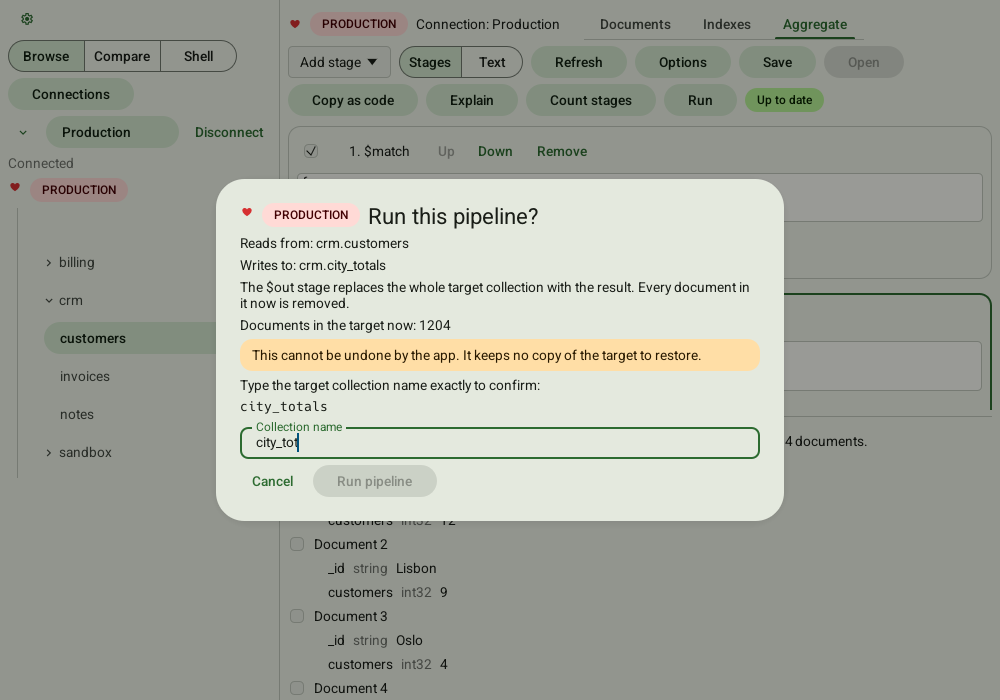 PRODUCTION Connection: Production
Documents Indexes Aggregate
Browse Compare Shell
Add stage Stages Text Refresh Options Save Open
Connections
Copy as code Explain Count stages Run Up to date
Production Disconnect
1. $match Up Down Remove
Connected
PRODUCTION
PRODUCTION Run this pipeline?
Reads from: crm.customers
Writes to: crm.city_totals
The $out stage replaces the whole target collection with the result. Every document in
it now is removed.
Documents in the target now: 1204
This cannot be undone by the app. It keeps no copy of the target to restore.
Type the target collection name exactly to confirm:
city_totals
Collection name
city_tot
Cancel Run pipeline
billing
crm
customers
invoices
notes
sandbox
4 documents.
customers int32 12
Document 2
_id string Lisbon
customers int32 9
Document 3
_id string Oslo
customers int32 4
Document 4